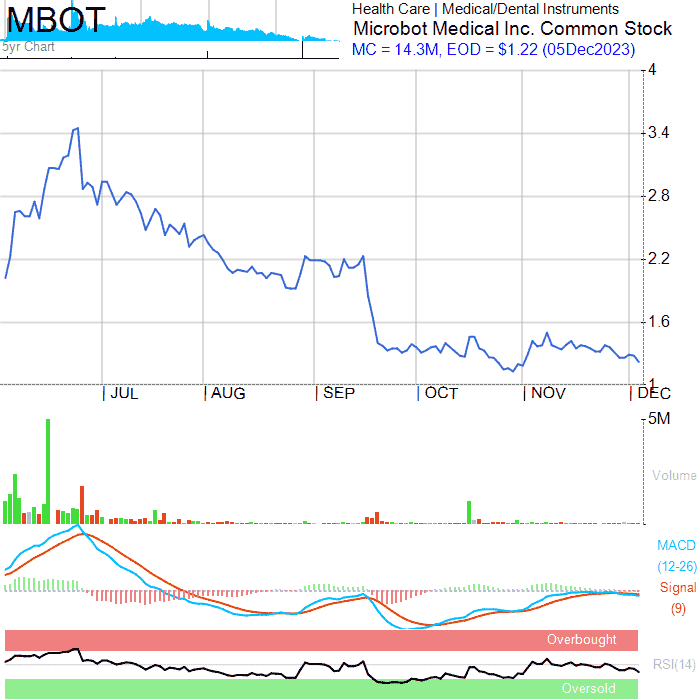 MBOT
5yr Chart
Health Care | Medical/Dental Instruments
Microbot Medical Inc. Common Stock
MC = 14.3M, EOD = $1.22 (05Dec2023)
4
3.4
2.8
2.2
1.6
1
| JUL | AUG | SEP | OCT | NOV | DEC
5M
Volume
MACD
(12-26)
Signal
(9)
Overbought
RSI(14)
Oversold